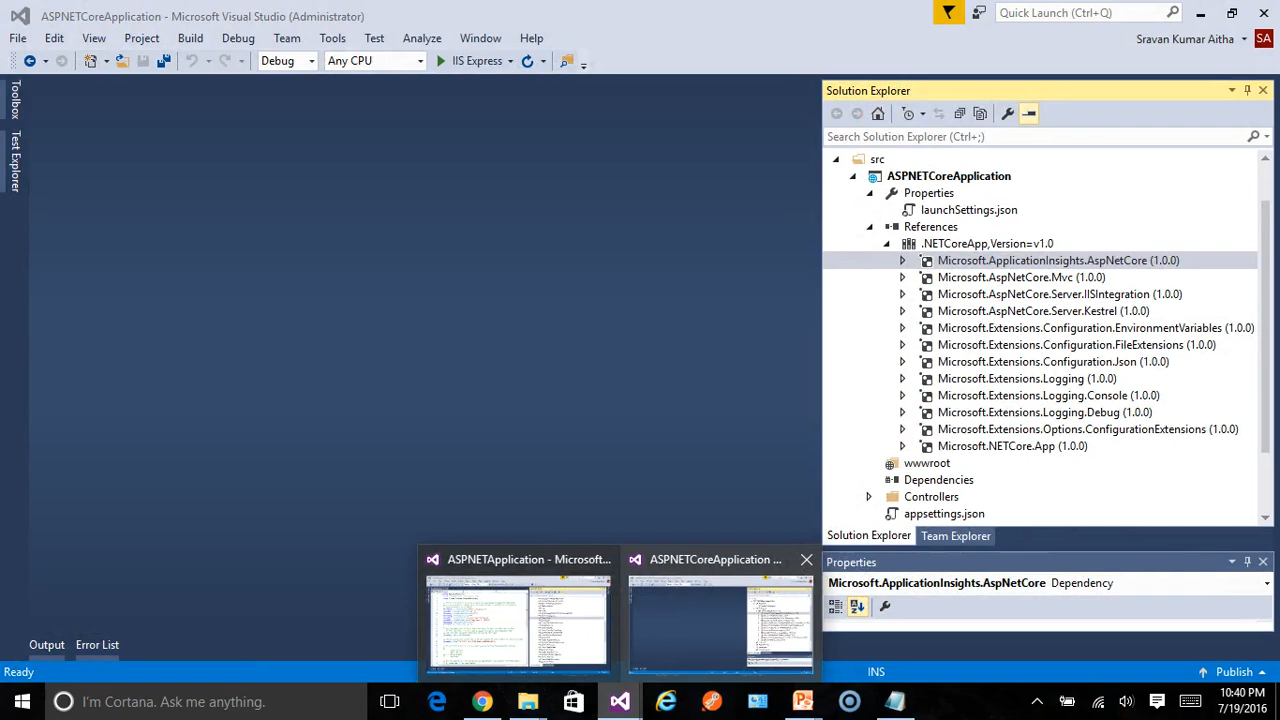 ASPNETCoreApplication - Microsoft Visual Studio (Administrator)
Quick Launch (Ctrl+Q)
File Edit View Project Build Debug Team Tools Test Analyze Window Help
Sravan Kumar Aitha SA
Debug Any CPU IIS Express
Toolbox
Test Explorer
Solution Explorer
Search Solution Explorer (Ctrl+;)
src
ASPNETCoreApplication
Properties
launchSettings.json
References
.NETCoreApp,Version=v1.0
Microsoft.ApplicationInsights.AspNetCore (1.0.0)
Microsoft.AspNetCore.Mvc (1.0.0)
Microsoft.AspNetCore.Server.IISIntegration (1.0.0)
Microsoft.AspNetCore.Server.Kestrel (1.0.0)
Microsoft.Extensions.Configuration.EnvironmentVariables (1.0.0)
Microsoft.Extensions.Configuration.FileExtensions (1.0.0)
Microsoft.Extensions.Configuration.Json (1.0.0)
Microsoft.Extensions.Logging (1.0.0)
Microsoft.Extensions.Logging.Console (1.0.0)
Microsoft.Extensions.Logging.Debug (1.0.0)
Microsoft.Extensions.Options.ConfigurationExtensions (1.0.0)
Microsoft.NETCore.App (1.0.0)
wwwroot
Dependencies
Controllers
appsettings.json
Solution Explorer Team Explorer
ASPNETApplication - Microsoft... ASPNETCoreApplication ...
Properties
Microsoft.ApplicationInsights.AspNetCore Dependency
Output Error List
Ready INS Publish
I'm Cortana. Ask me anything.
10:46 PM
7/19/2016